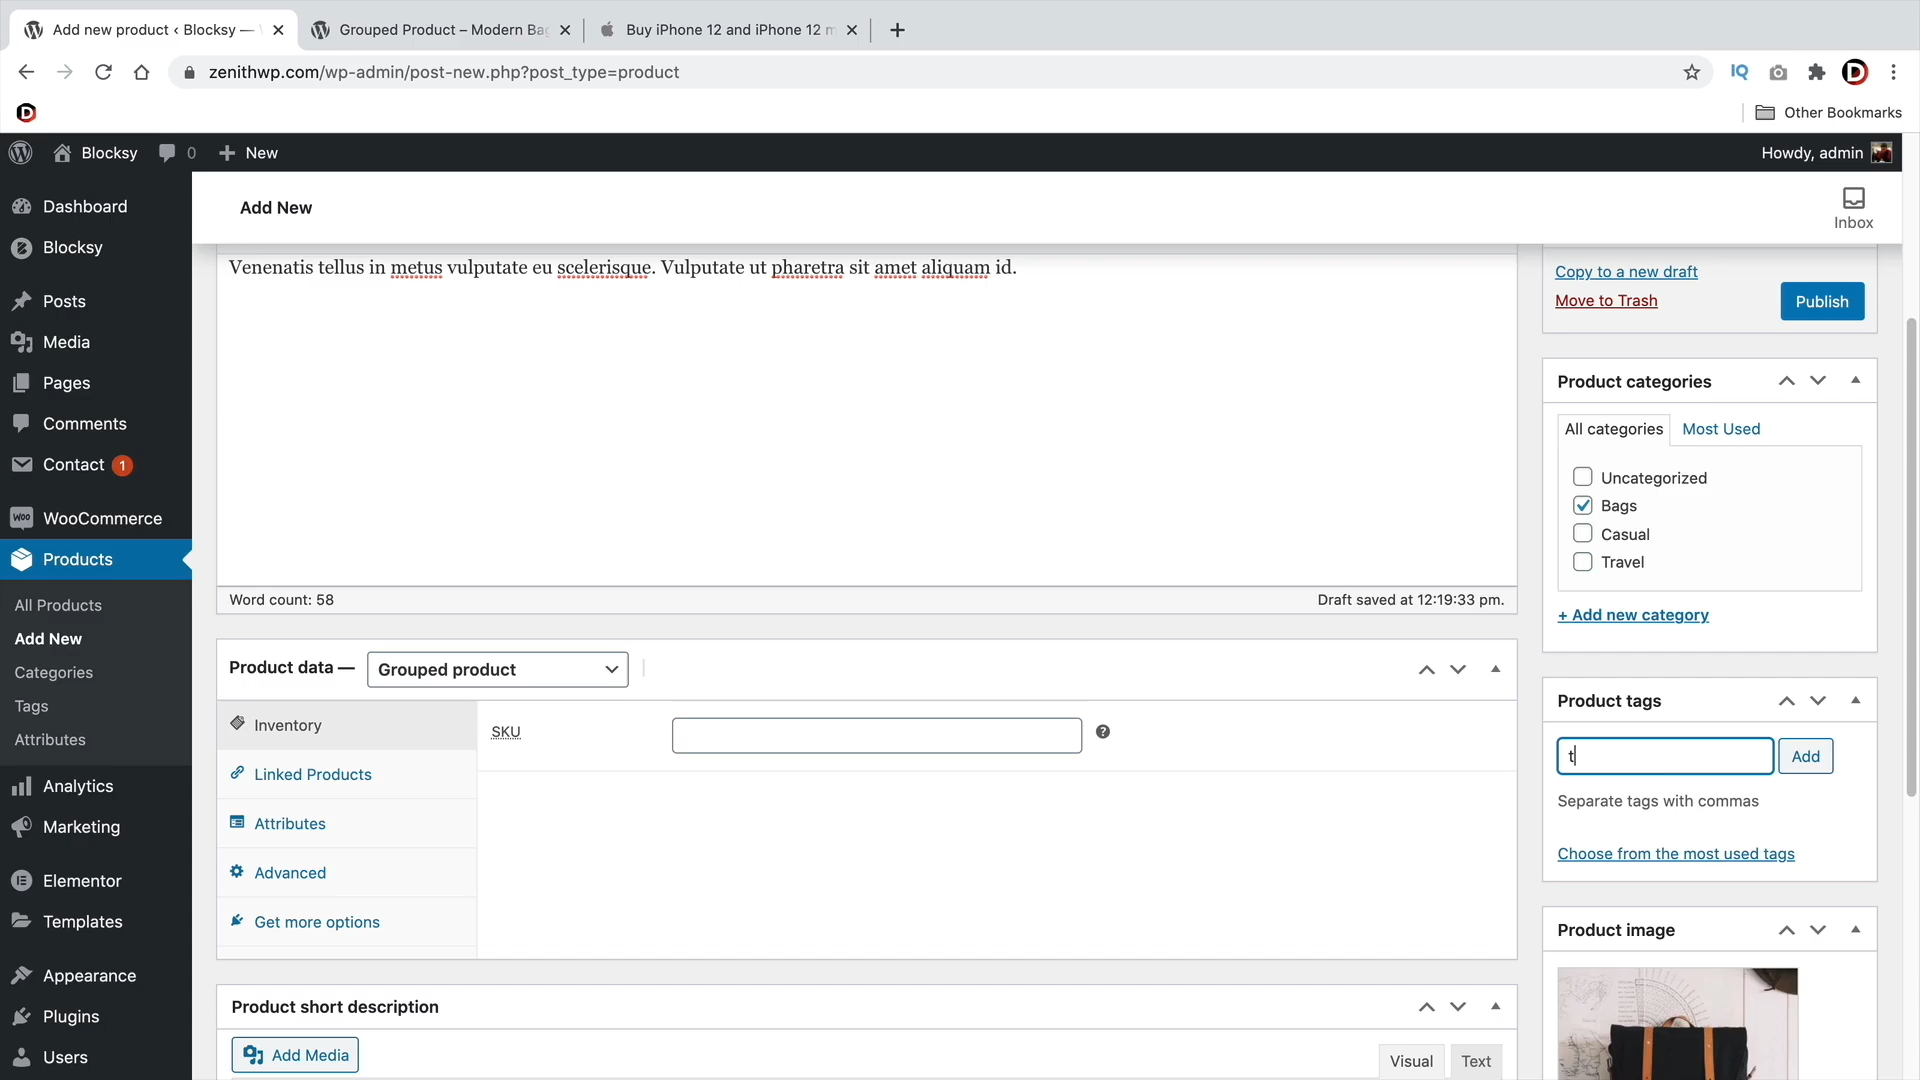 Add new product ‹ Blocksy —
Grouped Product – Modern Ba
Buy iPhone 12 and iPhone 12 m
zenithwp.com/wp-admin/post-new.php?post_type=product
IQ
D
D
Other Bookmarks
Blocksy
0
New
Howdy, admin
Dashboard
Blocksy
Posts
Media
Pages
Comments
Contact 1
WooCommerce
Products
All Products
Add New
Categories
Tags
Attributes
Analytics
Marketing
Elementor
Templates
Appearance
Plugins
Users
Add New
Inbox
Venenatis tellus in metus vulputate eu scelerisque. Vulputate ut pharetra sit amet aliquam id.
Word count: 58
Draft saved at 12:19:33 pm.
Product data —
Grouped product
Inventory
Linked Products
Attributes
Advanced
Get more options
SKU
Product short description
Add Media
Visual
Text
Copy to a new draft
Move to Trash
Publish
Product categories
All categories
Most Used
Uncategorized
Bags
Casual
Travel
+ Add new category
Product tags
t
Add
Separate tags with commas
Choose from the most used tags
Product image